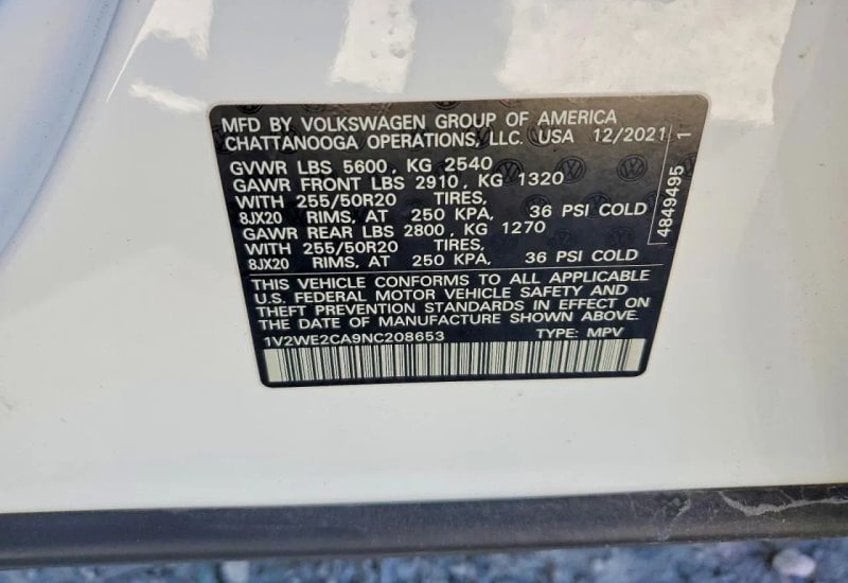 MFD BY VOLKSWAGEN GROUP OF AMERICA
CHATTANOOGA OPERATIONS, LLC. USA 12/2021
GVWR LBS 5600 , KG 2540
GAWR FRONT LBS 2910 , KG 1320
WITH 255/50R20 TIRES,
8JX20 RIMS, AT 250 KPA, 36 PSI COLD
GAWR REAR LBS 2800 , KG 1270
WITH 255/50R20 TIRES,
8JX20 RIMS, AT 250 KPA, 36 PSI COLD
THIS VEHICLE CONFORMS TO ALL APPLICABLE
U.S. FEDERAL MOTOR VEHICLE SAFETY AND
THEFT PREVENTION STANDARDS IN EFFECT ON
THE DATE OF MANUFACTURE SHOWN ABOVE.
1V2WE2CA9NC208653 TYPE: MPV
4849495 1